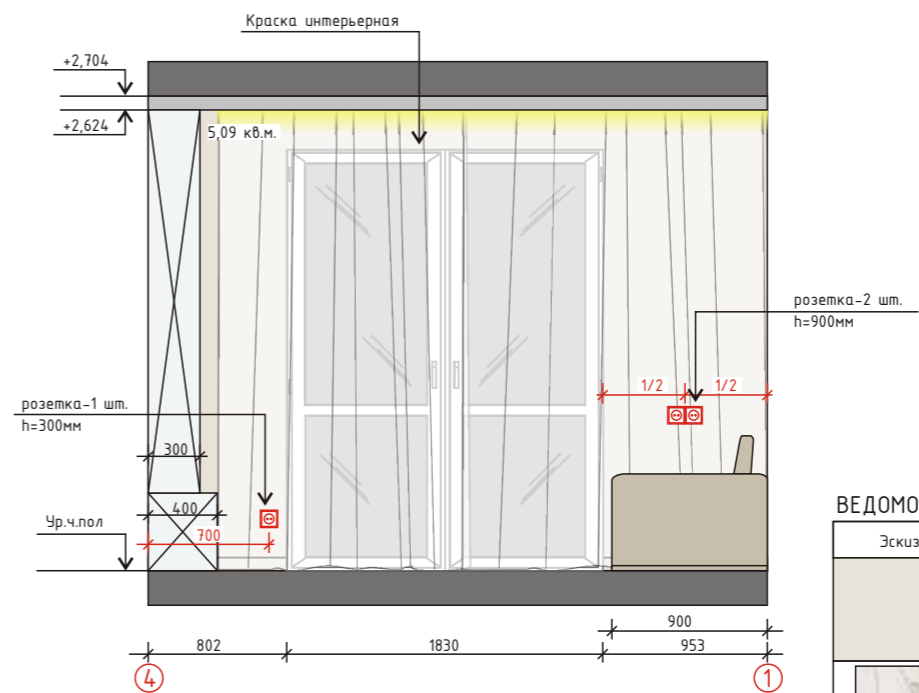 Краска интерьерная
+2,704
+2,624
5,09 кв.м.
розетка-2 шт.
h=900мм
1/2 1/2
розетка-1 шт.
h=300мм
300
400
700
Ур.ч.пол
ВЕДОМО
Эскиз
900
802 1830 953
4 1